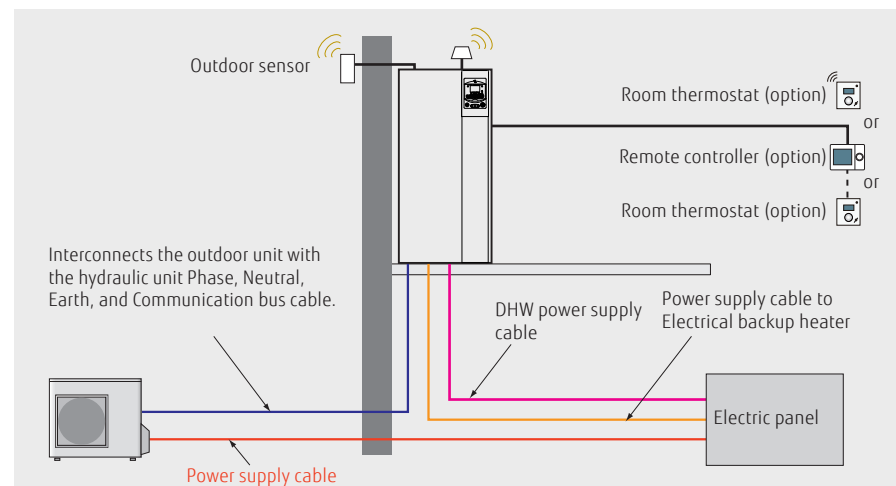 Outdoor sensor
Room thermostat (option)
or
Remote controller (option)
or
Room thermostat (option)
Interconnects the outdoor unit with
the hydraulic unit Phase, Neutral,
Earth, and Communication bus cable.
DHW power supply
cable
Power supply cable to
Electrical backup heater
Electric panel
Power supply cable